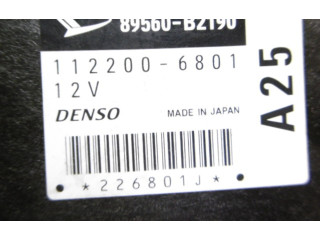 89560-B2190
112200-6801
12V
DENSO MADE IN JAPAN
A25
*226801J*